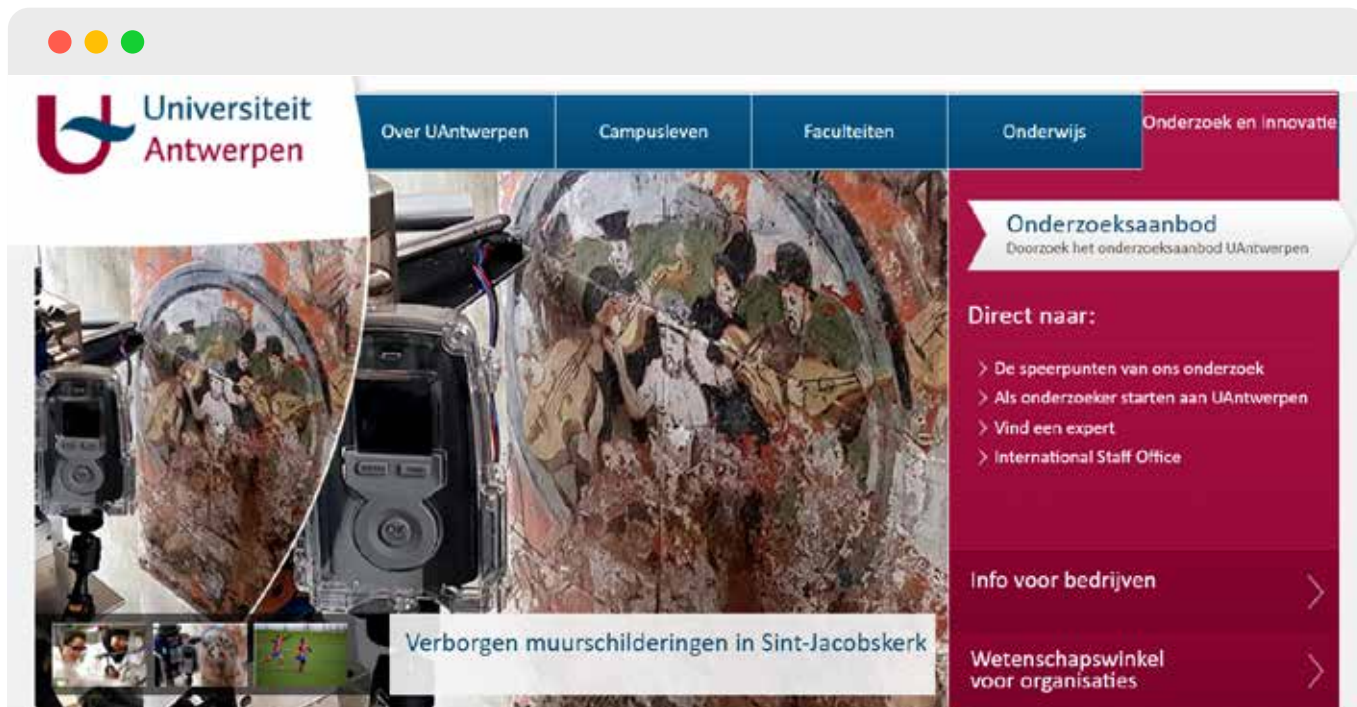 Universiteit
Antwerpen
Over UAntwerpen
Campusleven
Faculteiten
Onderwijs
Onderzoek en Innovatie
Onderzoeksaanbod
Doorzoek het onderzoeksaanbod UAntwerpen
Direct naar:
De speerpunten van ons onderzoek
Als onderzoeker starten aan UAntwerpen
Vind een expert
International Staff Office
OK
Info voor bedrijven
Verborgen muurschilderingen in Sint-Jacobskerk
Wetenschapswinkel
voor organisaties